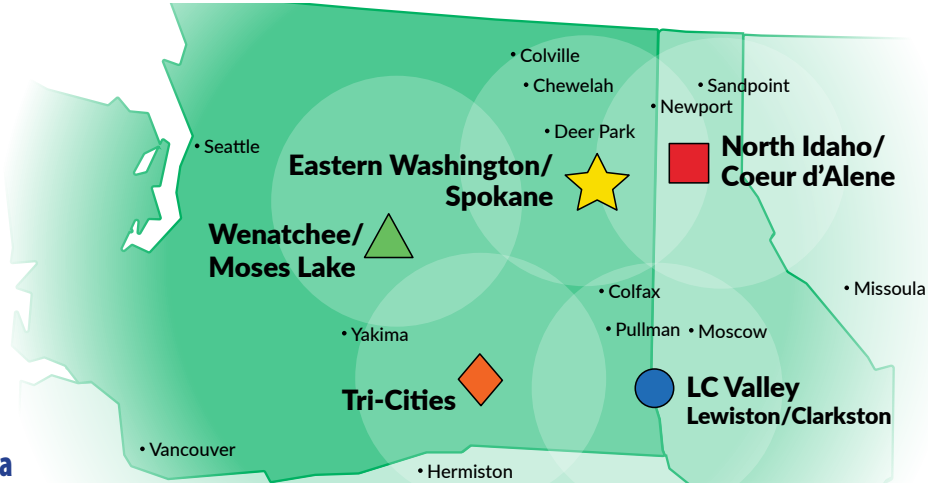 • Colville
• Chewelah
• Sandpoint
• Newport
• Deer Park
• Seattle
North Idaho/
Coeur d'Alene
Eastern Washington/
Spokane
Wenatchee/
Moses Lake
• Colfax
• Missoula
• Yakima
• Pullman
• Moscow
Tri-Cities
LC Valley
Lewiston/Clarkston
• Vancouver
a
• Hermiston